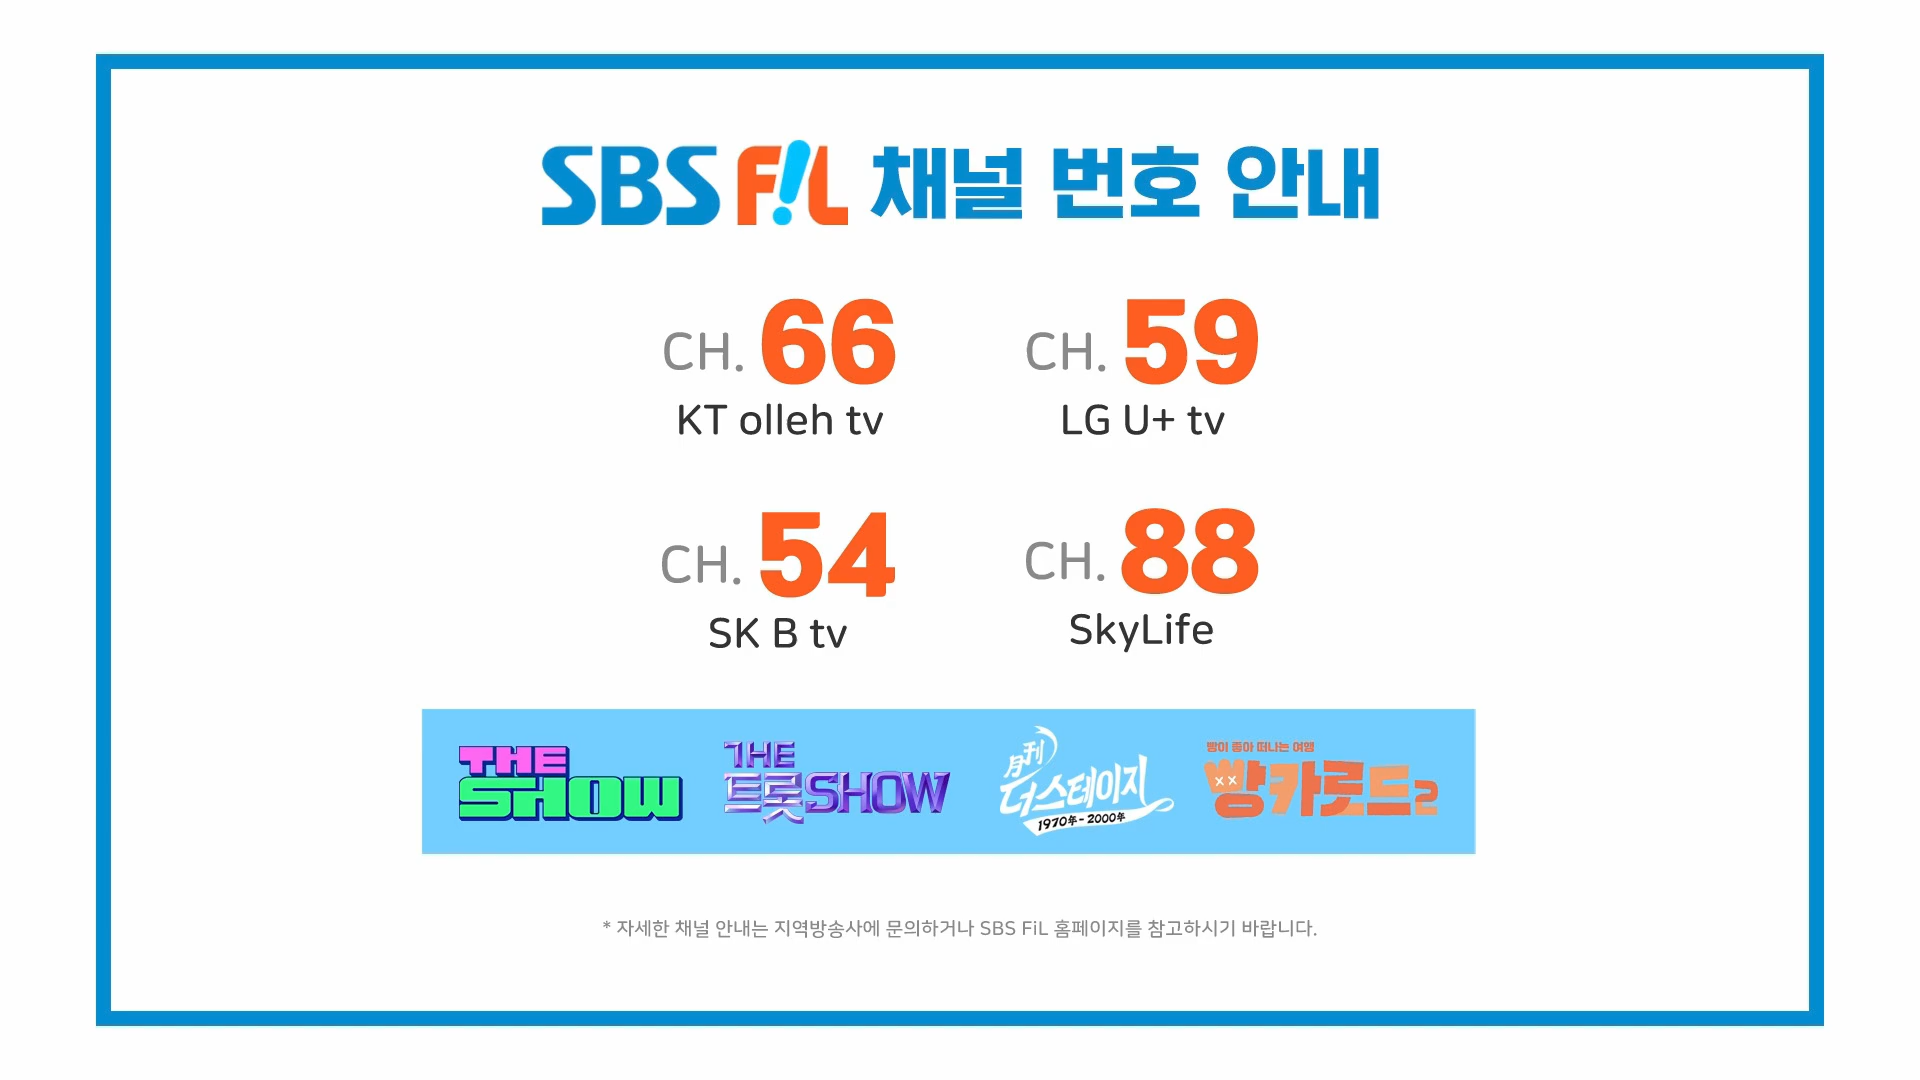 SBS F!L 채널 번호 안내
CH. 66
KT olleh tv
CH. 59
LG U+ tv
CH. 54
SK B tv
CH. 88
SkyLife
THE
SHOW
THE
트롯SHOW
月刊
더스테이지
1970年-2000年
빵이 좋아 떠나는 여행
빵카로드2
* 자세한 채널 안내는 지역방송사에 문의하거나 SBS FiL 홈페이지를 참고하시기 바랍니다.